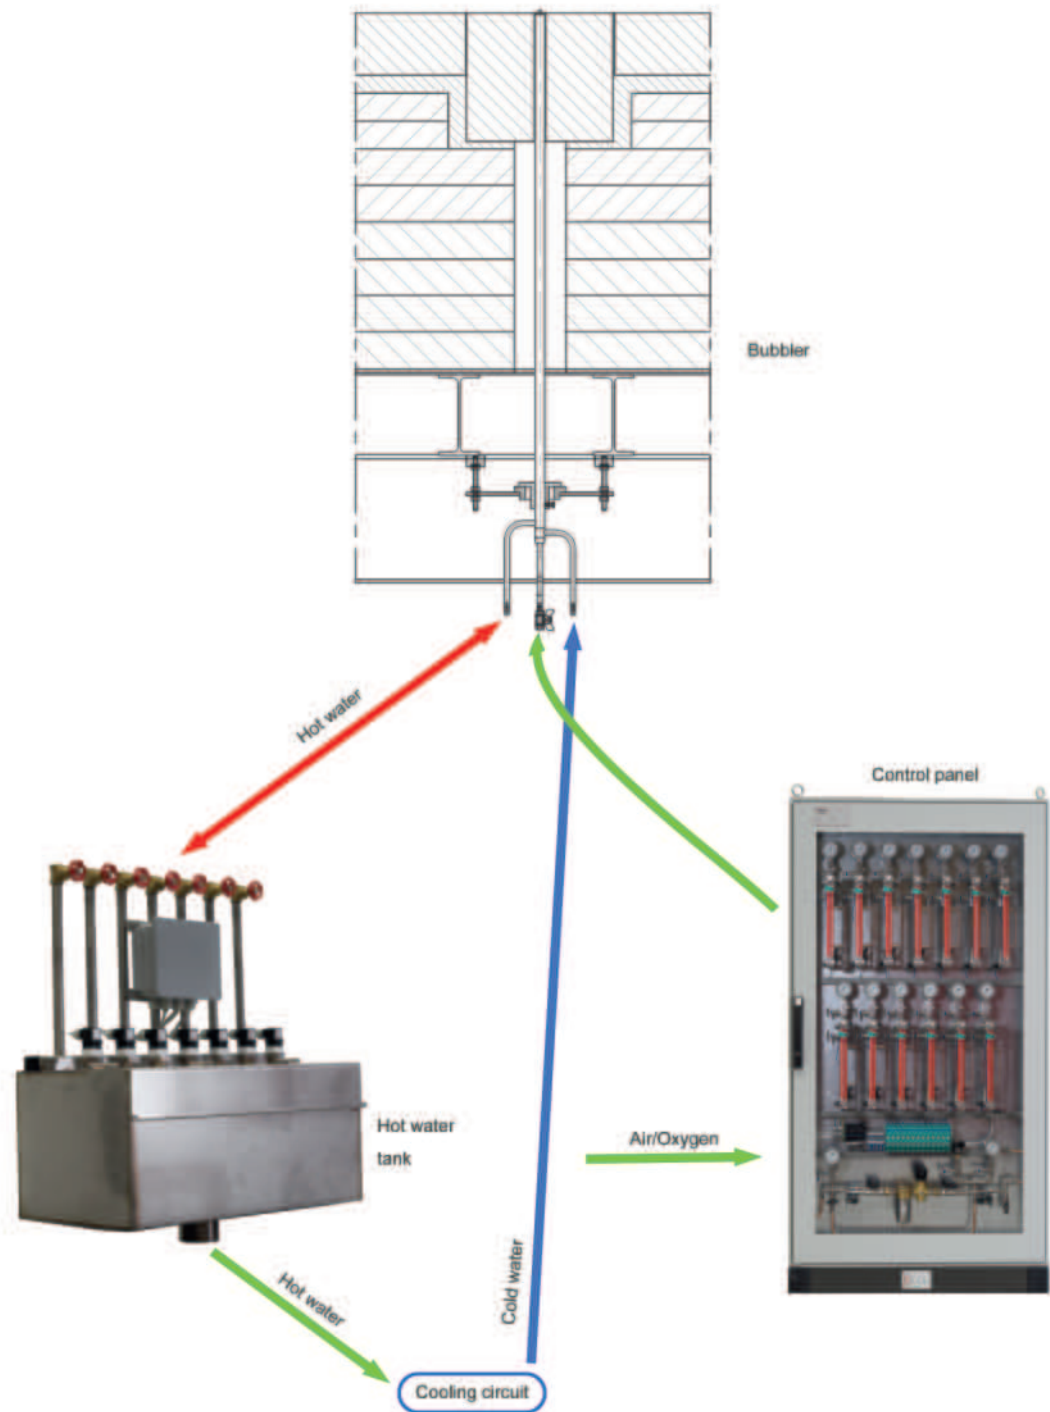 Bubbler
Hot water
Control panel
Hot water
tank
Air/Oxygen
Cold water
Hot water
Cooling circuit